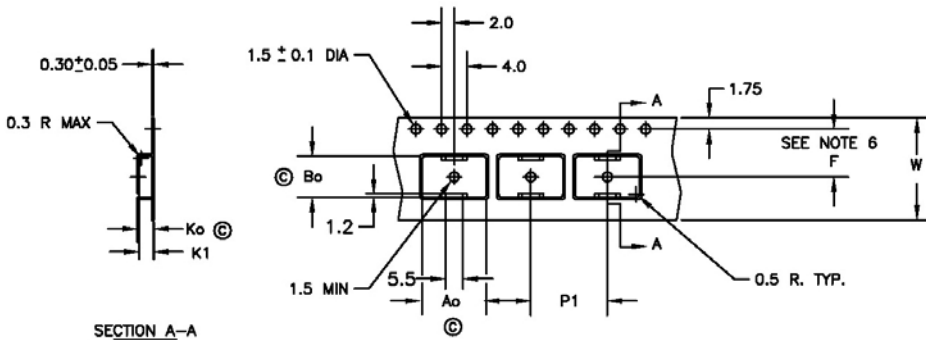 2.0
1.5 ± 0.1 DIA
4.0
0.30±0.05
0.3 R MAX
A
1.75
SEE NOTE 6
F
W
Ⓒ Bo
1.2
Ko Ⓒ
K1
5.5
1.5 MIN
Ao
Ⓒ
P1
A
0.5 R. TYP.
SECTION A-A